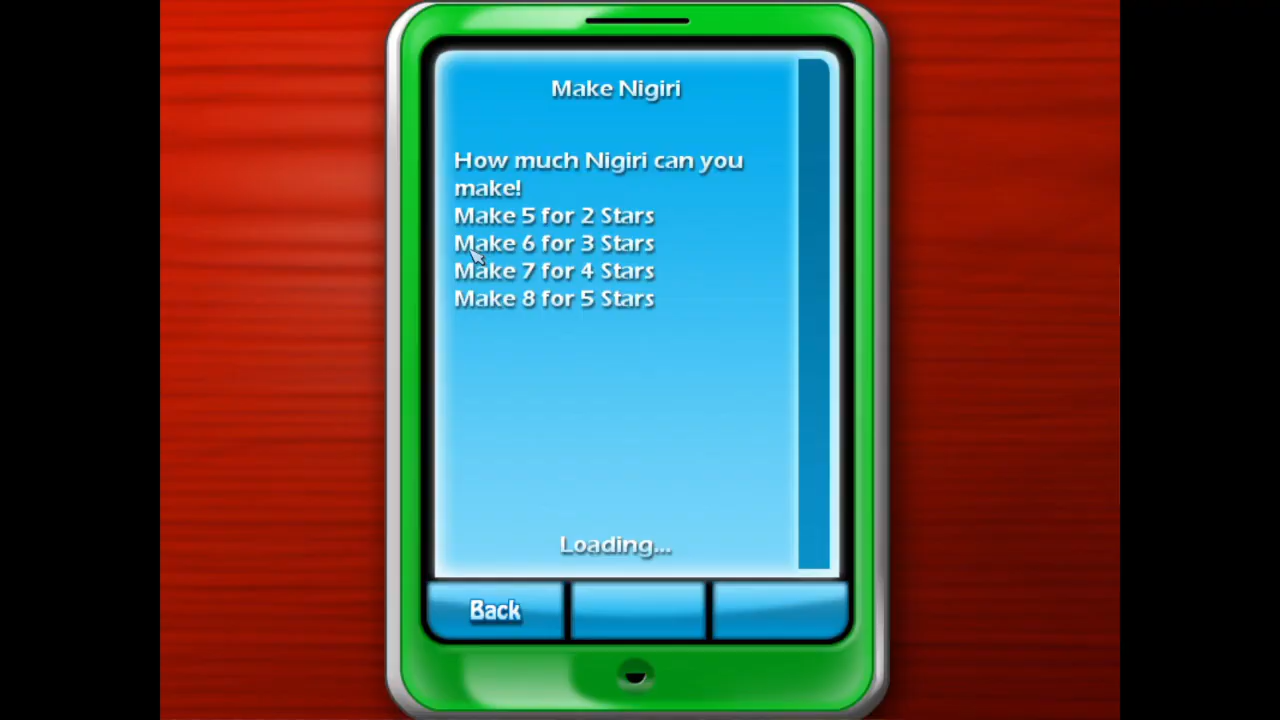 Make Nigiri
How much Nigiri can you
make!
Make 5 for 2 Stars
Make 6 for 3 Stars
Make 7 for 4 Stars
Make 8 for 5 Stars
Loading...
Back